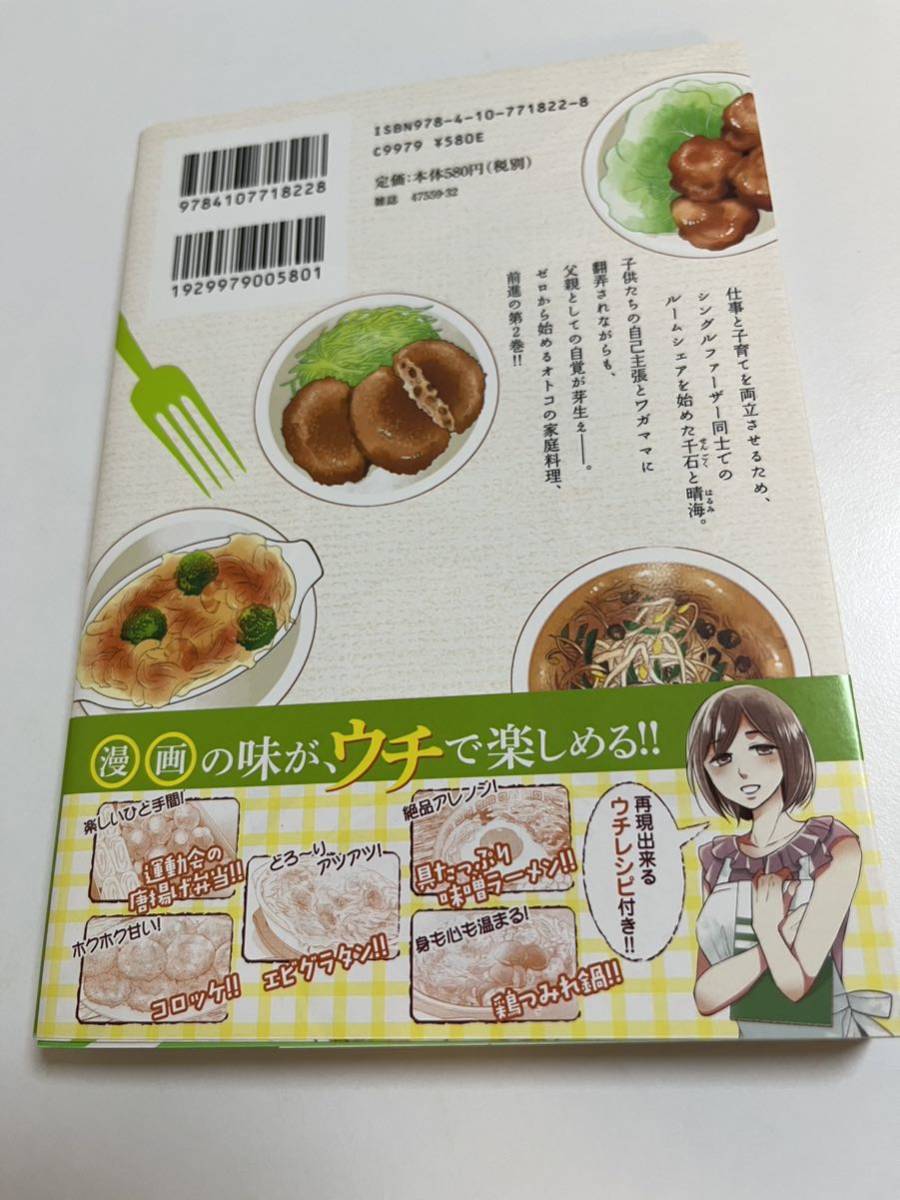 ISBN978-4-10-771822-8
C9979 ¥580E
定価:本体580円(税別)
雑誌 47559-32
9784107718228
1929979005801
仕事と子育てを両立させるため、
シングルファーザー同士での
ルームシェアを始めた千石と晴海。
せんごく
はるみ
子供たちの自己主張とワガママに
翻弄されながらも、
父親としての自覚が芽生え――。
ゼロから始めるオトコの家庭料理、
前進の第2巻!!
漫画の味が、ウチで楽しめる!!
楽しいひと手間!
運動会の
唐揚げ弁当!!
どろ〜り
アツアツ!
エビグラタン!!
絶品アレンジ!
具たっぷり
味噌ラーメン!!
ホクホク甘い!
コロッケ!!
身も心も温まる!
鶏つみれ鍋!!
再現出来る
ウチレシピ付き!!